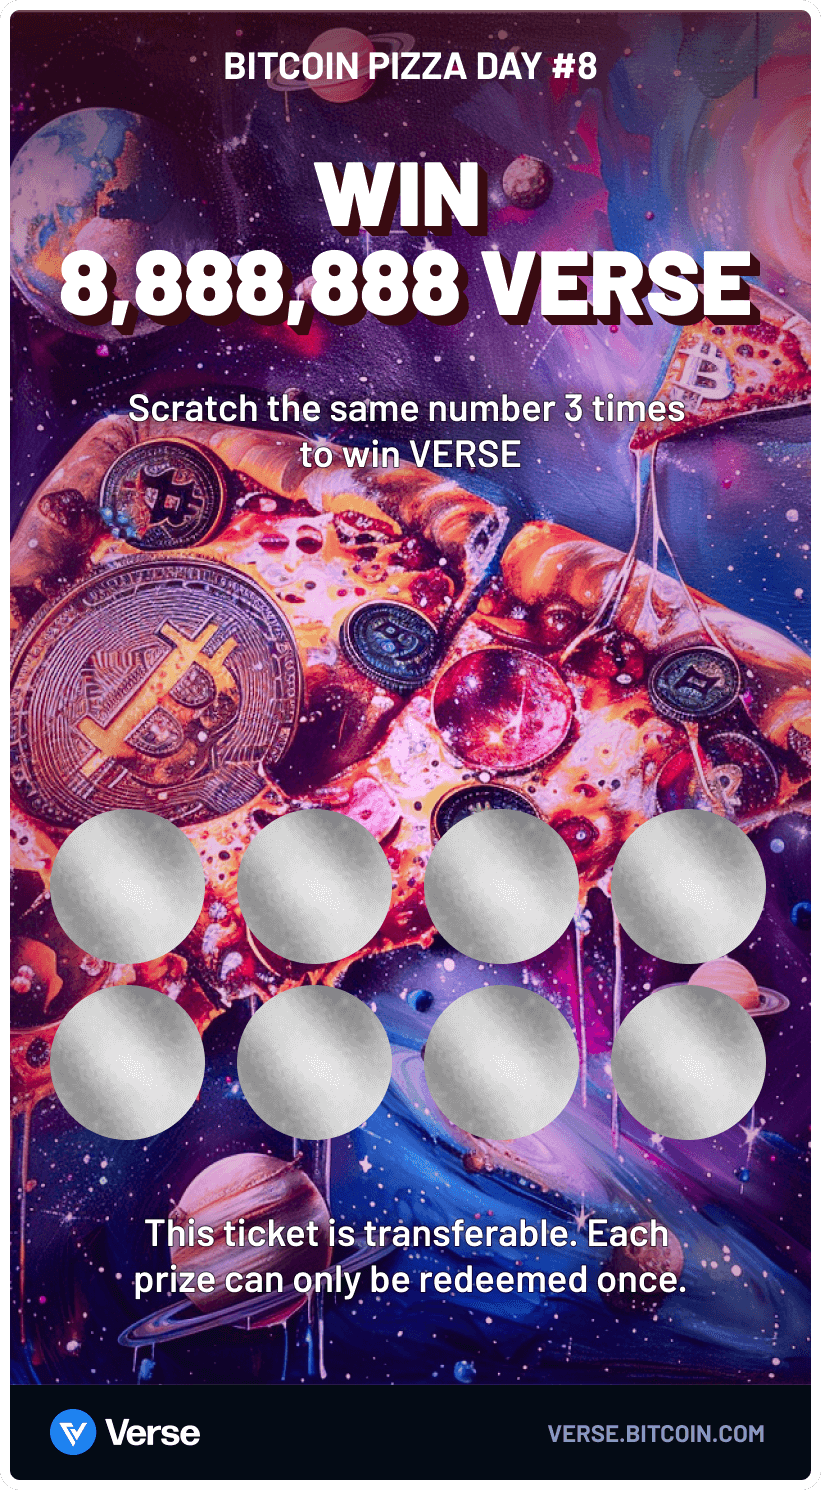 BITCOIN PIZZA DAY #8
WIN
8,888,888 VERSE
Scratch the same number 3 times
to win VERSE
This ticket is transferable. Each
prize can only be redeemed once.
Verse
VERSE.BITCOIN.COM